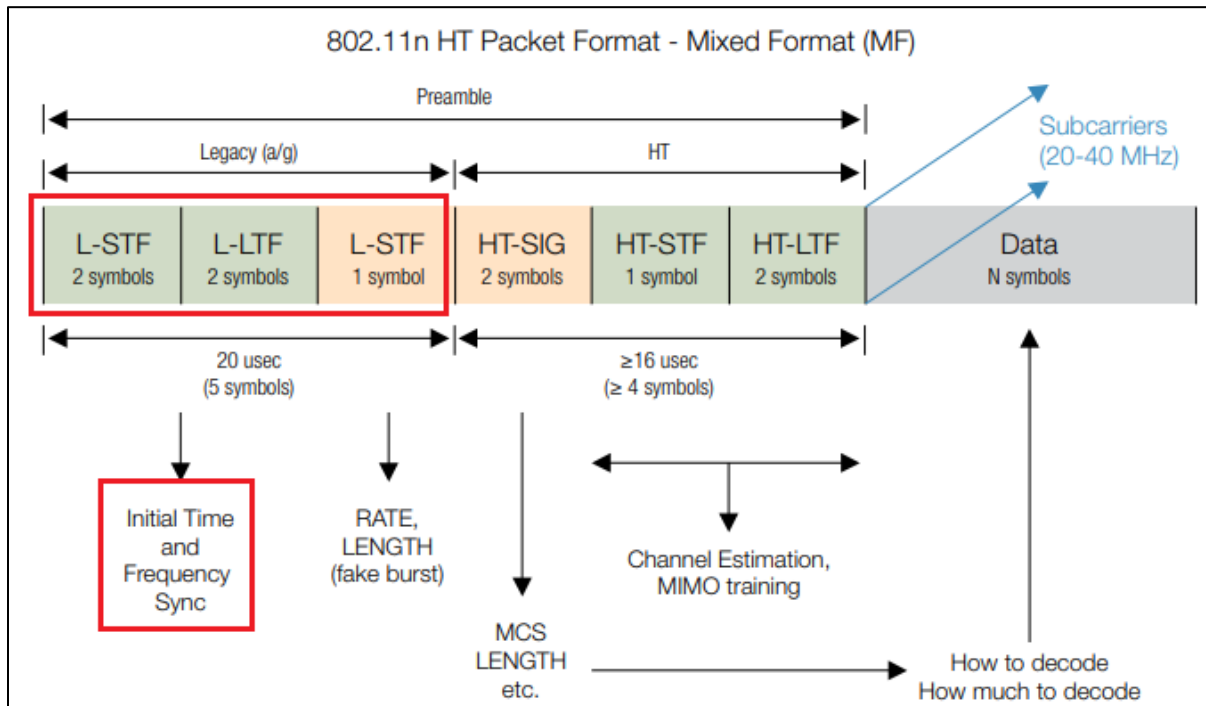 802.11n HT Packet Format - Mixed Format (MF)
Preamble
Legacy (a/g)
HT
Subcarriers
(20-40 MHz)
L-STF
2 symbols
L-LTF
2 symbols
L-STF
1 symbol
HT-SIG
2 symbols
HT-STF
1 symbol
HT-LTF
2 symbols
Data
N symbols
20 usec
(5 symbols)
≥16 usec
(≥ 4 symbols)
Initial Time
and
Frequency
Sync
RATE,
LENGTH
(fake burst)
Channel Estimation,
MIMO training
MCS
LENGTH
etc.
How to decode
How much to decode